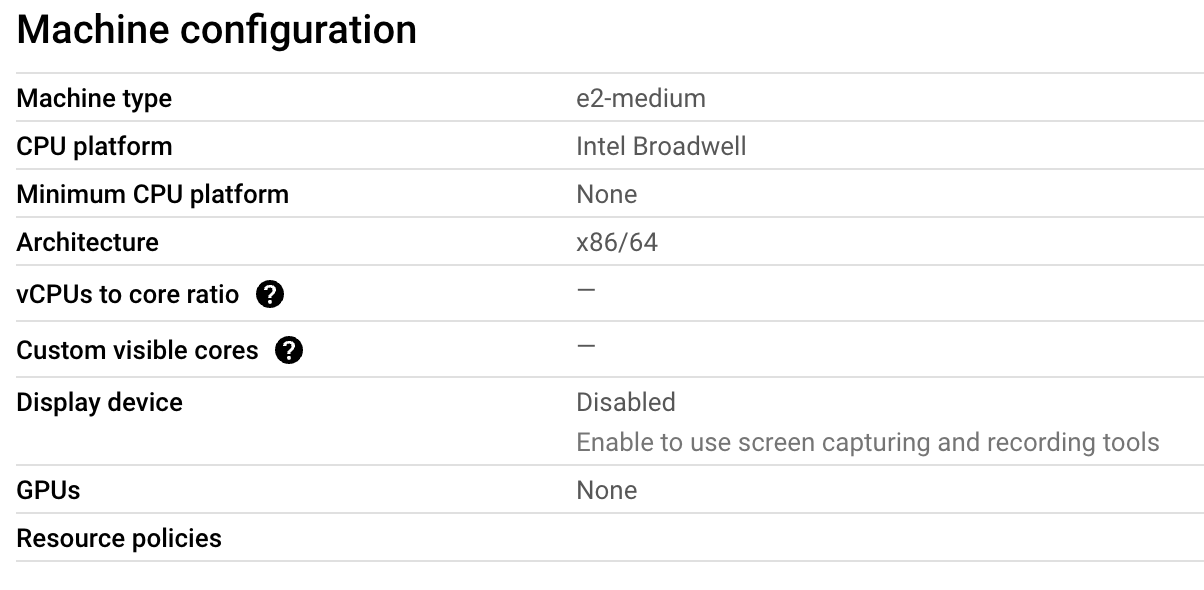 Machine configuration
Machine type e2-medium
CPU platform Intel Broadwell
Minimum CPU platform None
Architecture x86/64
vCPUs to core ratio ? —
Custom visible cores ? —
Display device Disabled
Enable to use screen capturing and recording tools
GPUs None
Resource policies